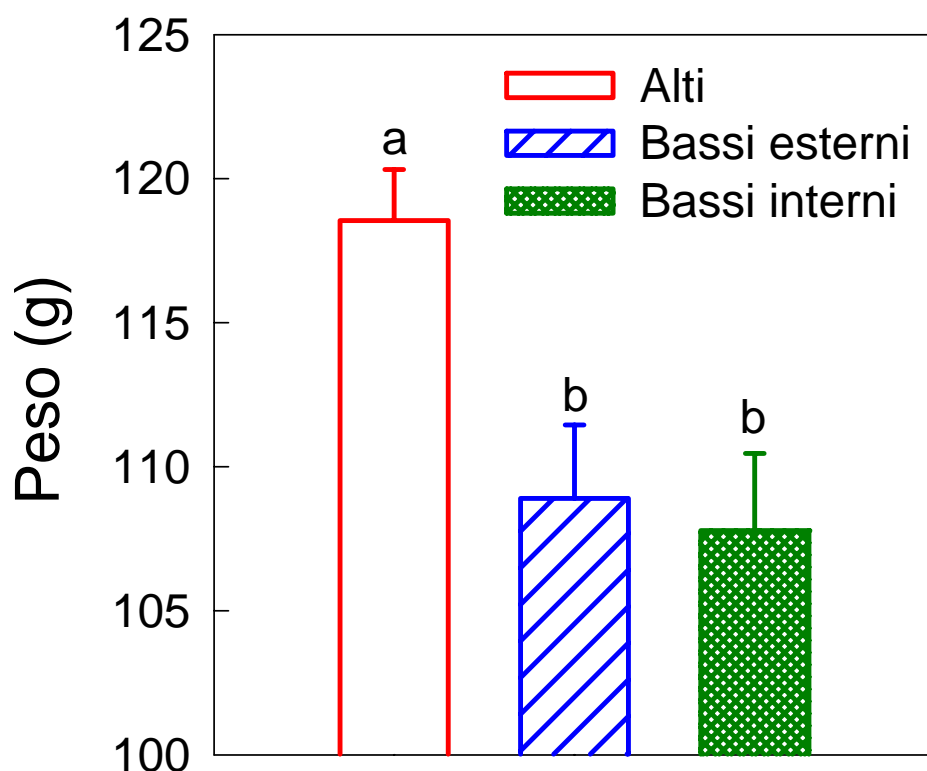 Peso (g)
125
120
115
110
105
100
Alti
Bassi esterni
Bassi interni
a
b
b